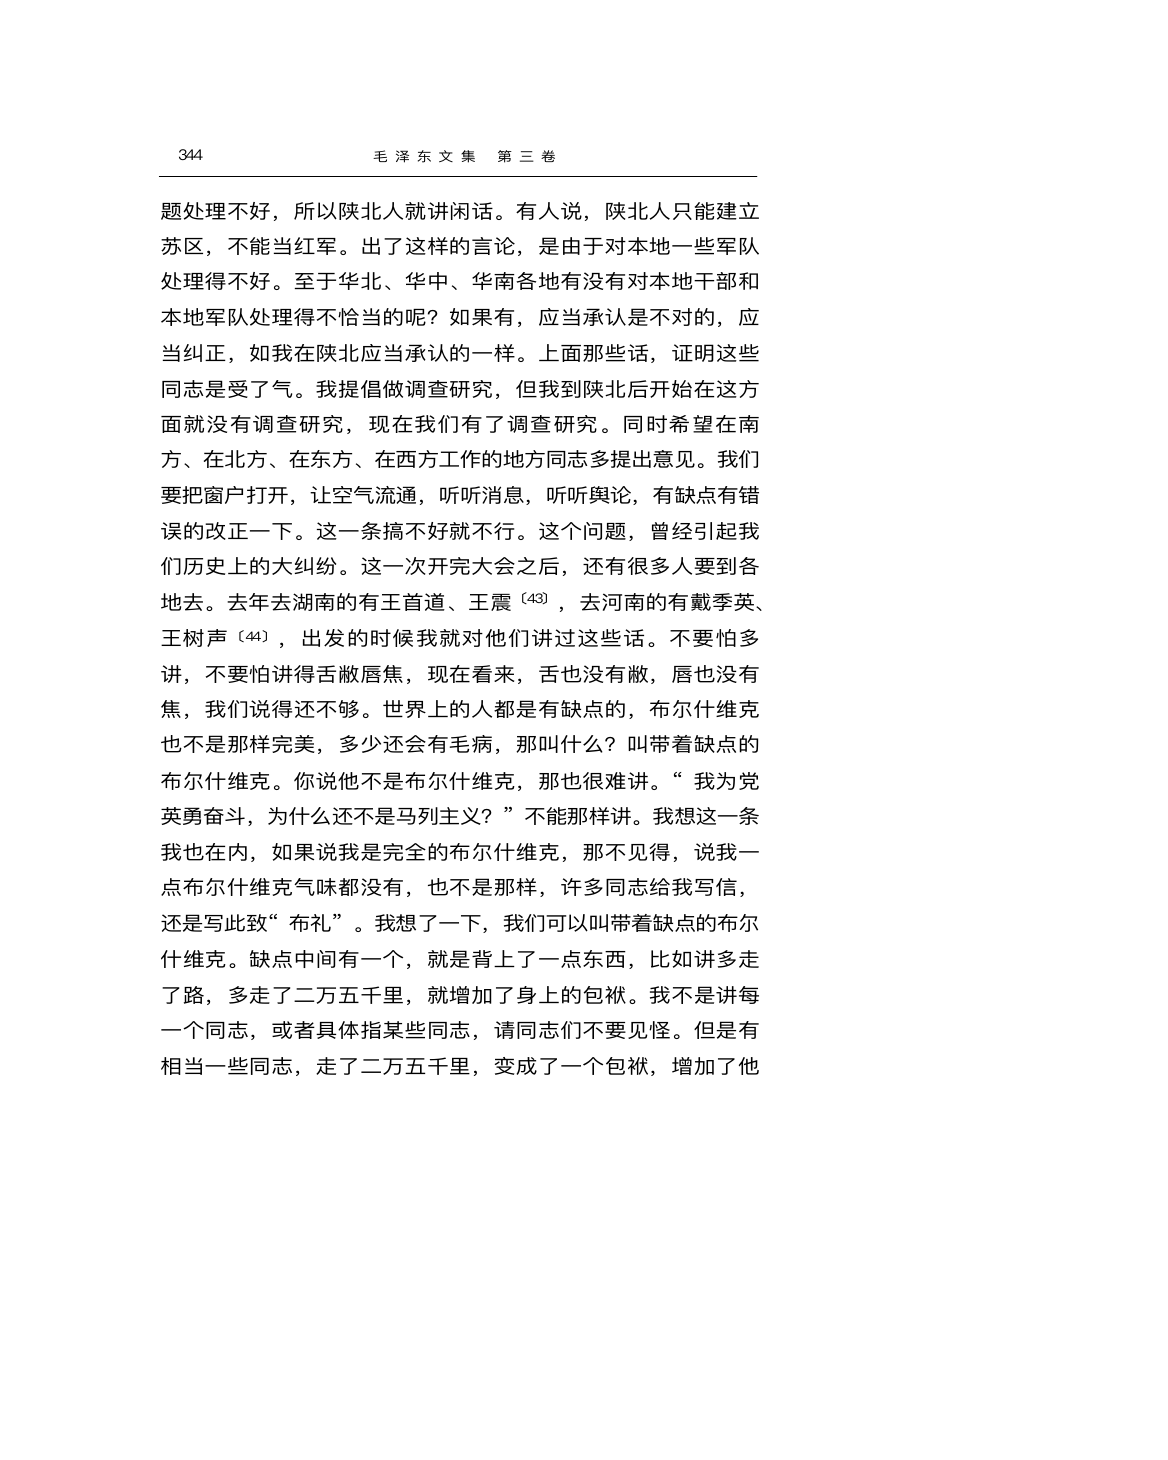 344 毛泽东文集 第三卷
题处理不好，所以陕北人就讲闲话。有人说，陕北人只能建立
苏区，不能当红军。出了这样的言论，是由于对本地一些军队
处理得不好。至于华北、华中、华南各地有没有对本地干部和
本地军队处理得不恰当的呢？如果有，应当承认是不对的，应
当纠正，如我在陕北应当承认的一样。上面那些话，证明这些
同志是受了气。我提倡做调查研究，但我到陕北后开始在这方
面就没有调查研究，现在我们有了调查研究。同时希望在南
方、在北方、在东方、在西方工作的地方同志多提出意见。我们
要把窗户打开，让空气流通，听听消息，听听舆论，有缺点有错
误的改正一下。这一条搞不好就不行。这个问题，曾经引起我
们历史上的大纠纷。这一次开完大会之后，还有很多人要到各
地去。去年去湖南的有王首道、王震〔43〕，去河南的有戴季英、
王树声〔44〕，出发的时候我就对他们讲过这些话。不要怕多
讲，不要怕讲得舌敝唇焦，现在看来，舌也没有敝，唇也没有
焦，我们说得还不够。世界上的人都是有缺点的，布尔什维克
也不是那样完美，多少还会有毛病，那叫什么？叫带着缺点的
布尔什维克。你说他不是布尔什维克，那也很难讲。“我为党
英勇奋斗，为什么还不是马列主义？”不能那样讲。我想这一条
我也在内，如果说我是完全的布尔什维克，那不见得，说我一
点布尔什维克气味都没有，也不是那样，许多同志给我写信，
还是写此致“布礼”。我想了一下，我们可以叫带着缺点的布尔
什维克。缺点中间有一个，就是背上了一点东西，比如讲多走
了路，多走了二万五千里，就增加了身上的包袱。我不是讲每
一个同志，或者具体指某些同志，请同志们不要见怪。但是有
相当一些同志，走了二万五千里，变成了一个包袱，增加了他